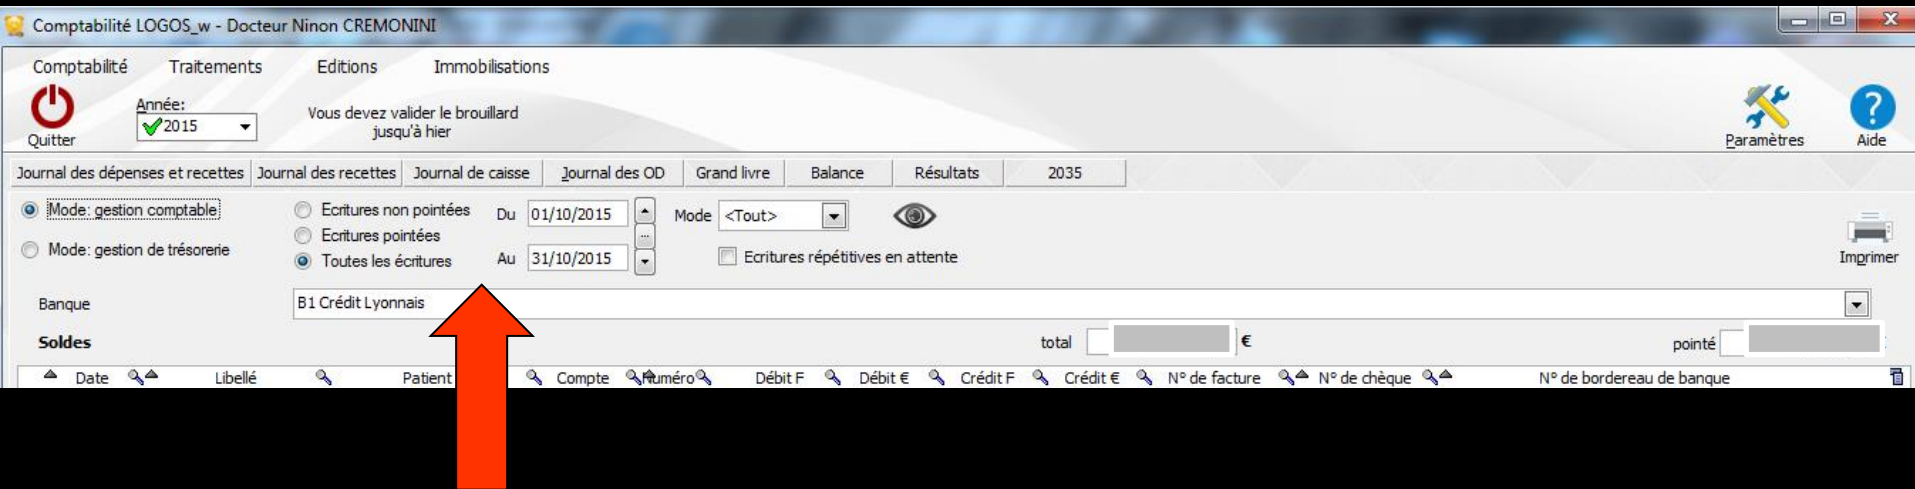 Comptabilité LOGOS_w - Docteur Ninon CREMONINI
Comptabilité Traitements Editions Immobilisations
Quitter
Année:
2015
Vous devez valider le brouillard
jusqu'à hier
Paramètres
Aide
Journal des dépenses et recettes Journal des recettes Journal de caisse Journal des OD Grand livre Balance Résultats 2035
Mode: gestion comptable
Mode: gestion de trésorerie
Ecritures non pointées
Ecritures pointées
Toutes les écritures
Du 01/10/2015
Au 31/10/2015
...
Mode <Tout>
Ecritures répétitives en attente
Imprimer
Banque B1 Crédit Lyonnais
Soldes total € pointé
Date Libellé Patient Compte Numéro Débit F Débit € Crédit F Crédit € N° de facture N° de chèque N° de bordereau de banque